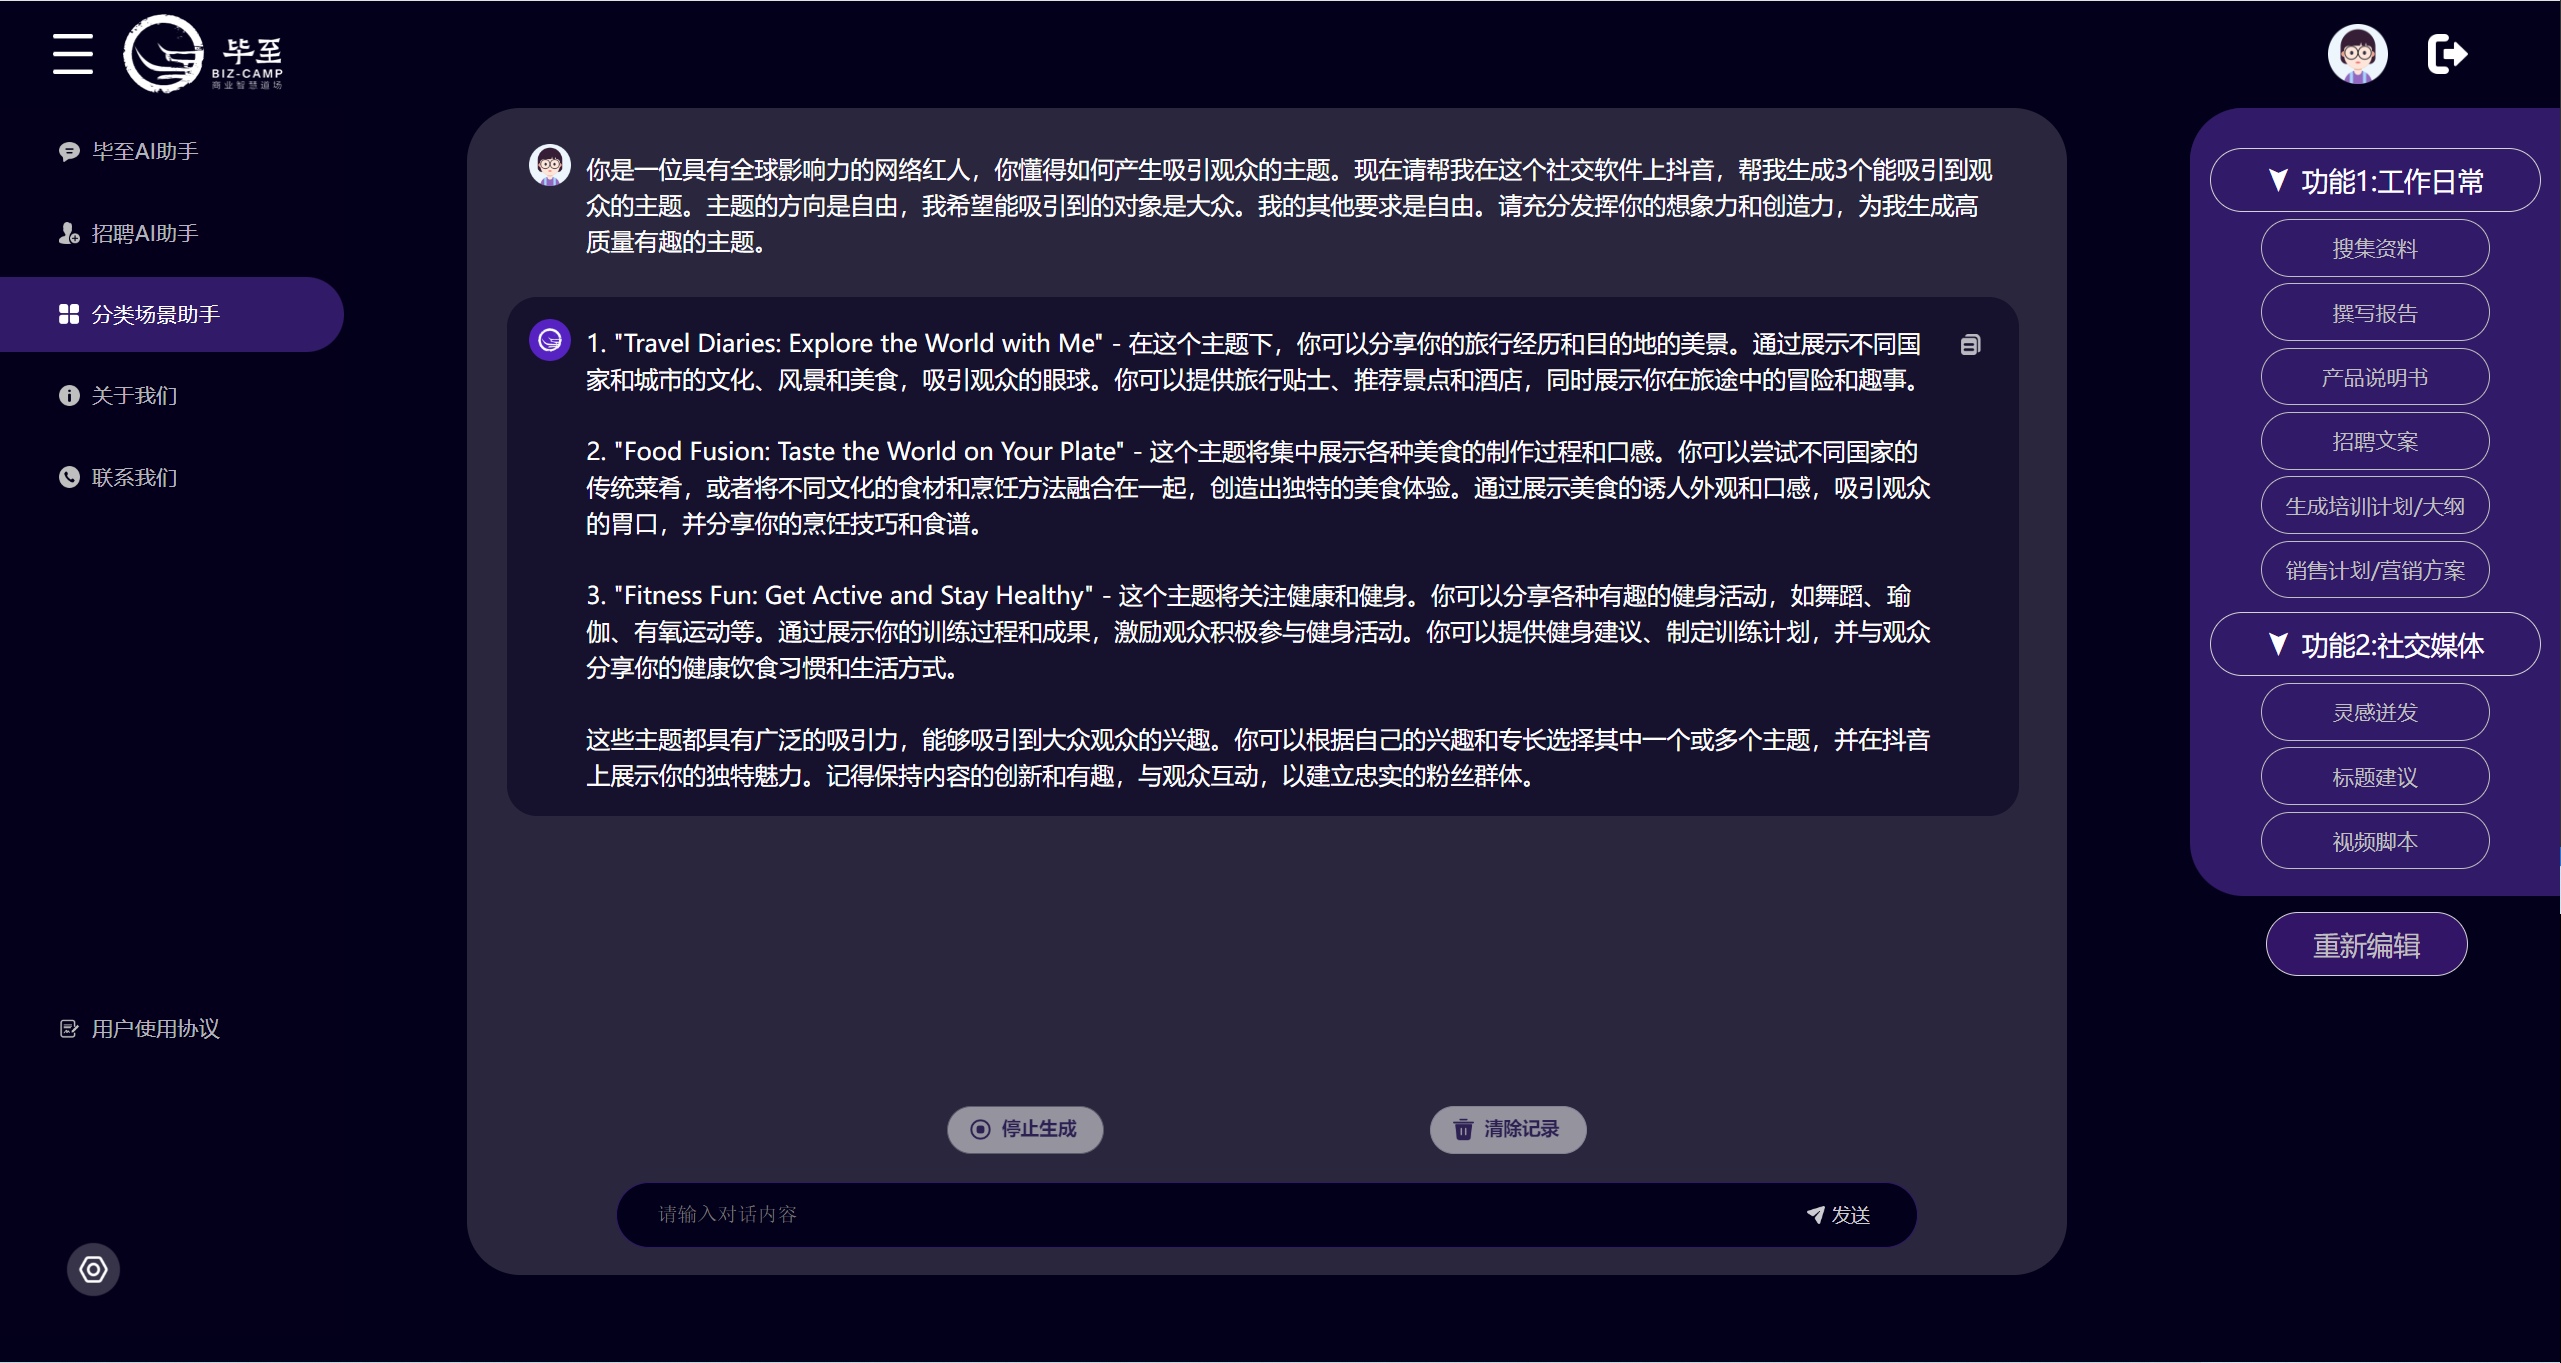 毕至
BIZ-CAMP
商业智慧道场
毕至AI助手
招聘AI助手
分类场景助手
关于我们
联系我们
用户使用协议
你是一位具有全球影响力的网络红人，你懂得如何产生吸引观众的主题。现在请帮我在这个社交软件上抖音，帮我生成3个能吸引到观
众的主题。主题的方向是自由，我希望能吸引到的对象是大众。我的其他要求是自由。请充分发挥你的想象力和创造力，为我生成高
质量有趣的主题。
1. "Travel Diaries: Explore the World with Me" - 在这个主题下，你可以分享你的旅行经历和目的地的美景。通过展示不同国
家和城市的文化、风景和美食，吸引观众的眼球。你可以提供旅行贴士、推荐景点和酒店，同时展示你在旅途中的冒险和趣事。
2. "Food Fusion: Taste the World on Your Plate" - 这个主题将集中展示各种美食的制作过程和口感。你可以尝试不同国家的
传统菜肴，或者将不同文化的食材和烹饪方法融合在一起，创造出独特的美食体验。通过展示美食的诱人外观和口感，吸引观众
的胃口，并分享你的烹饪技巧和食谱。
3. "Fitness Fun: Get Active and Stay Healthy" - 这个主题将关注健康和健身。你可以分享各种有趣的健身活动，如舞蹈、瑜
伽、有氧运动等。通过展示你的训练过程和成果，激励观众积极参与健身活动。你可以提供健身建议、制定训练计划，并与观众
分享你的健康饮食习惯和生活方式。
这些主题都具有广泛的吸引力，能够吸引到大众观众的兴趣。你可以根据自己的兴趣和专长选择其中一个或多个主题，并在抖音
上展示你的独特魅力。记得保持内容的创新和有趣，与观众互动，以建立忠实的粉丝群体。
停止生成
清除记录
请输入对话内容
发送
功能1:工作日常
搜集资料
撰写报告
产品说明书
招聘文案
生成培训计划/大纲
销售计划/营销方案
功能2:社交媒体
灵感迸发
标题建议
视频脚本
重新编辑